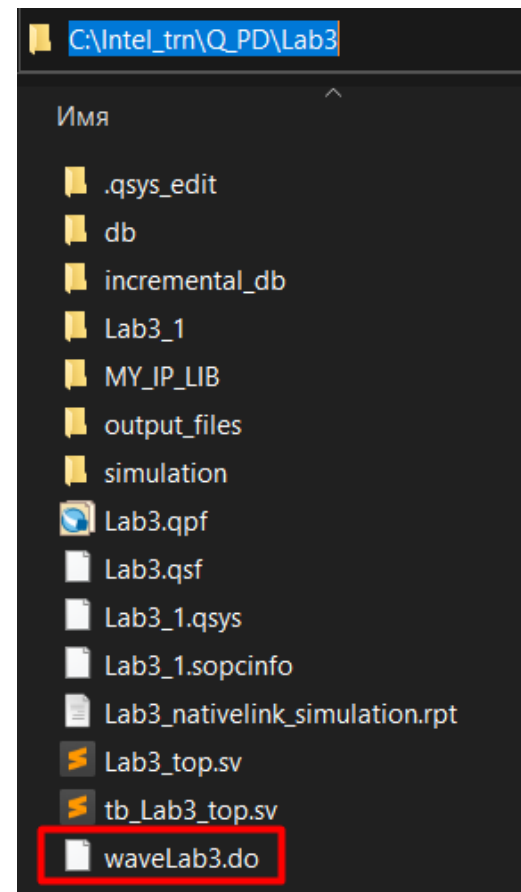 C:\Intel_trn\Q_PD\Lab3
Имя
.qsys_edit
db
incremental_db
Lab3_1
MY_IP_LIB
output_files
simulation
Lab3.qpf
Lab3.qsf
Lab3_1.qsys
Lab3_1.sopcinfo
Lab3_nativelink_simulation.rpt
Lab3_top.sv
tb_Lab3_top.sv
waveLab3.do